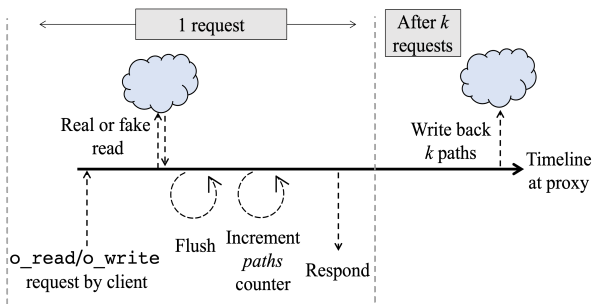 1 request
After k
requests
Real or fake
read
Write back
k paths
Timeline
at proxy
Flush
Increment
paths
counter
Respond
o_read/o_write
request by client